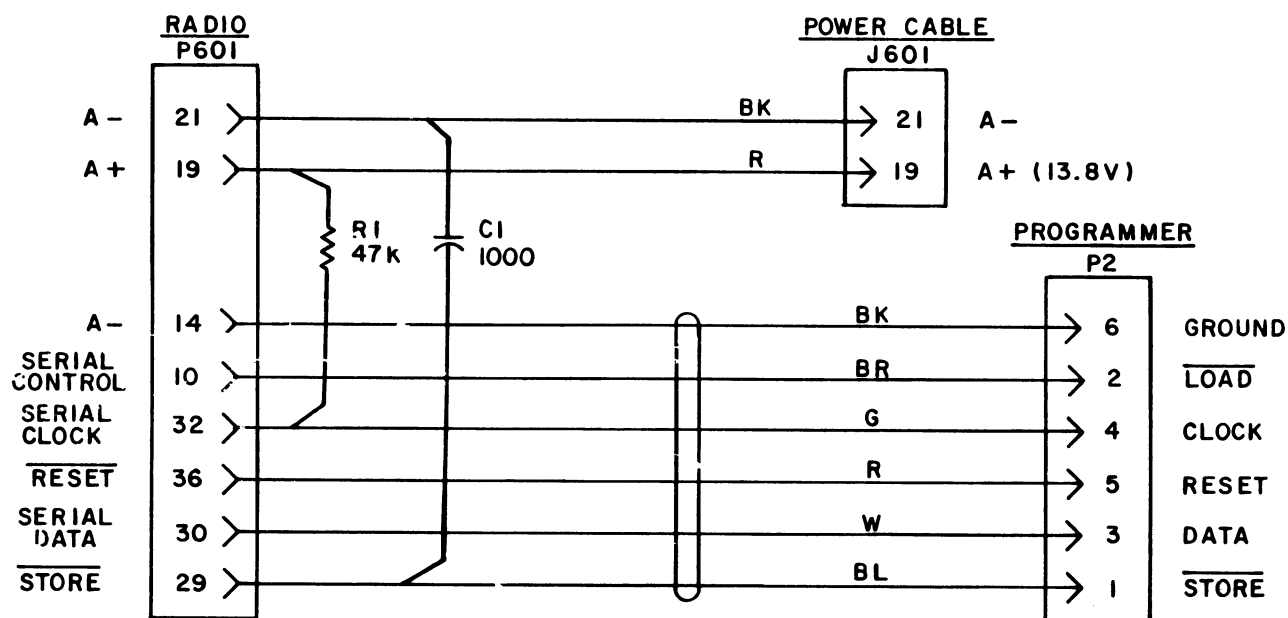 RADIO
P601
POWER CABLE
J601
A- 21 BK 21 A-
A+ 19 R 19 A+ (13.8V)
R1
47k
C1
1000
PROGRAMMER
P2
A- 14 BK 6 GROUND
SERIAL
CONTROL 10 BR 2 LOAD
SERIAL
CLOCK 32 G 4 CLOCK
RESET 36 R 5 RESET
SERIAL
DATA 30 W 3 DATA
STORE 29 BL 1 STORE